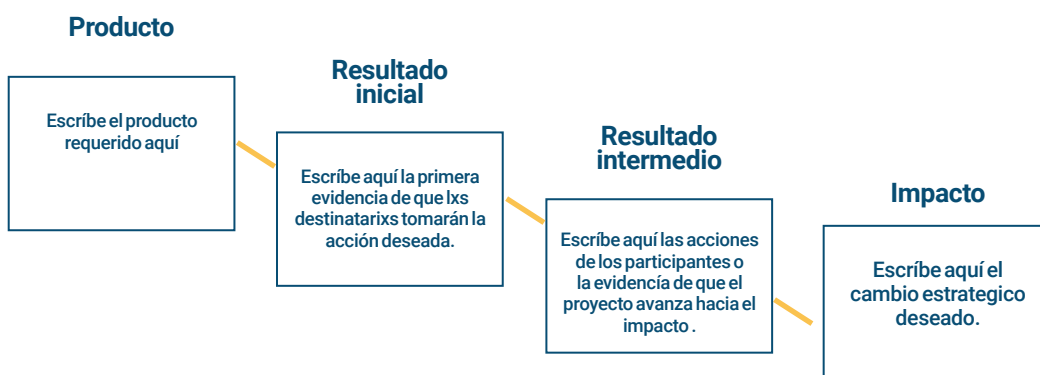 Producto
Escríbe el producto
requerido aquí
Resultado
inicial
Escríbe aquí la primera
evidencia de que lxs
destinatarixs tomarán la
acción deseada.
Resultado
intermedio
Escríbe aquí las acciones
de los participantes o
la evidencía de que el
proyecto avanza hacia el
impacto .
Impacto
Escríbe aquí el
cambio estrategico
deseado.